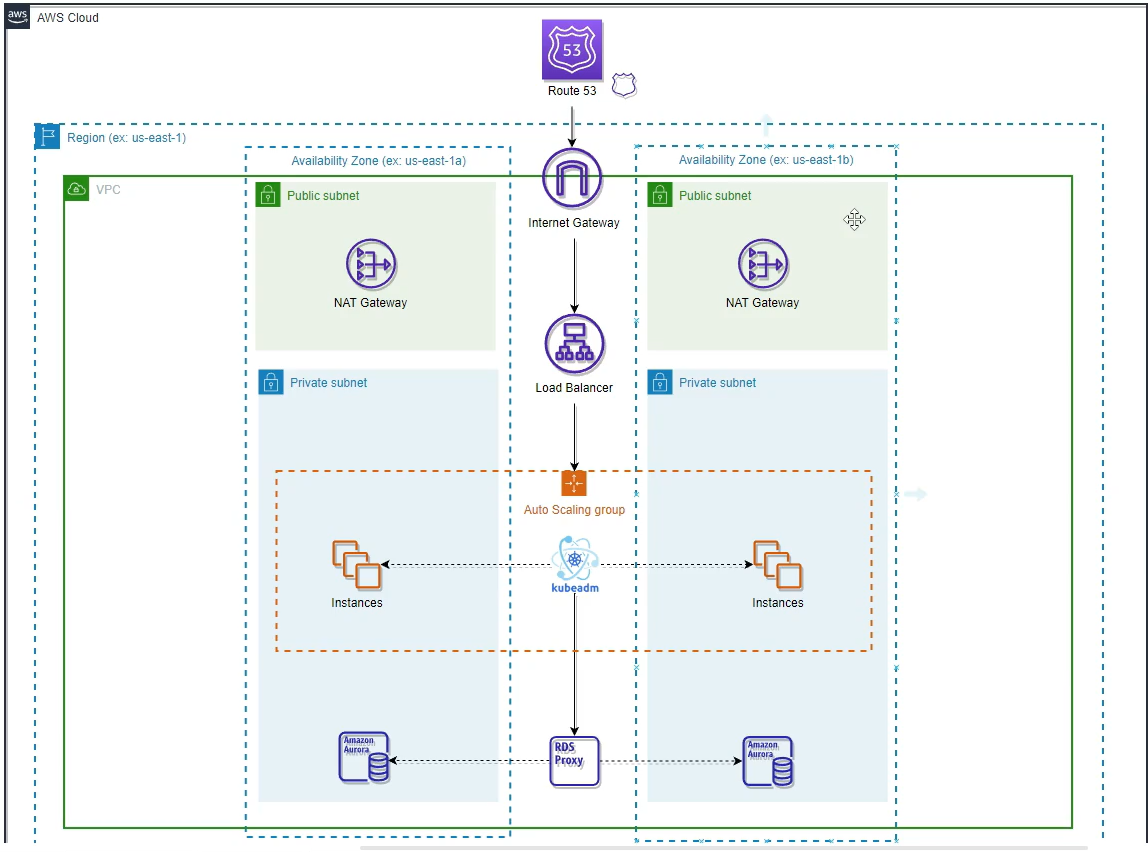 aws
AWS Cloud
53
Route 53
Region (ex: us-east-1)
Availability Zone (ex: us-east-1a)
Availability Zone (ex: us-east-1b)
VPC
Public subnet
Public subnet
Internet Gateway
NAT Gateway
NAT Gateway
Private subnet
Load Balancer
Private subnet
Auto Scaling group
kubeadm
Instances
Instances
Amazon
Aurora
RDS
Proxy
Amazon
Aurora